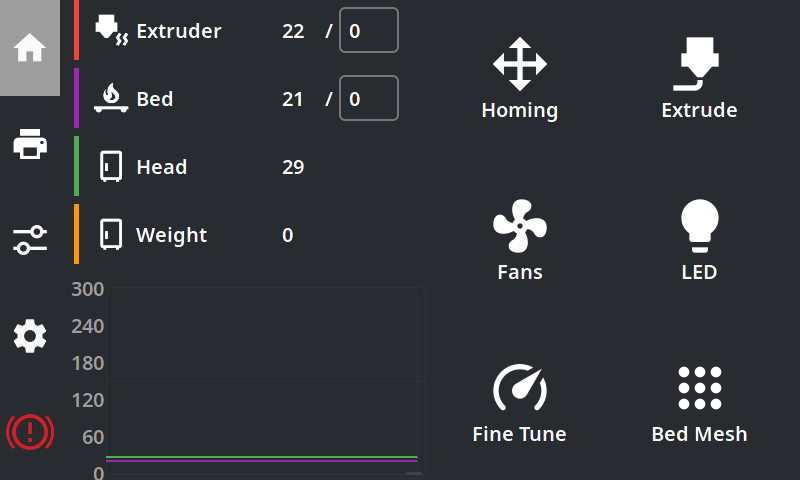 Extruder 22 / 0
Bed 21 / 0
Head 29
Weight 0
300
240
180
120
60
0
Homing Extrude
Fans LED
Fine Tune Bed Mesh